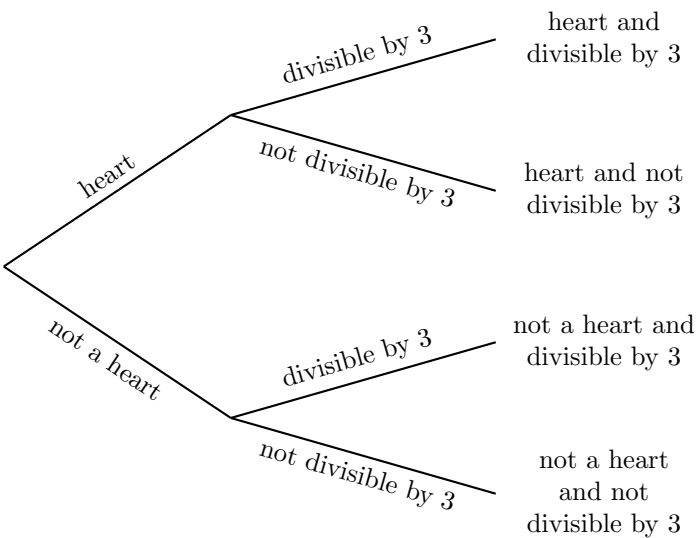 heart and
divisible by 3
divisible by 3
not divisible by 3
heart and not
divisible by 3
heart
not a heart
divisible by 3
not a heart and
divisible by 3
not divisible by 3
not a heart
and not
divisible by 3